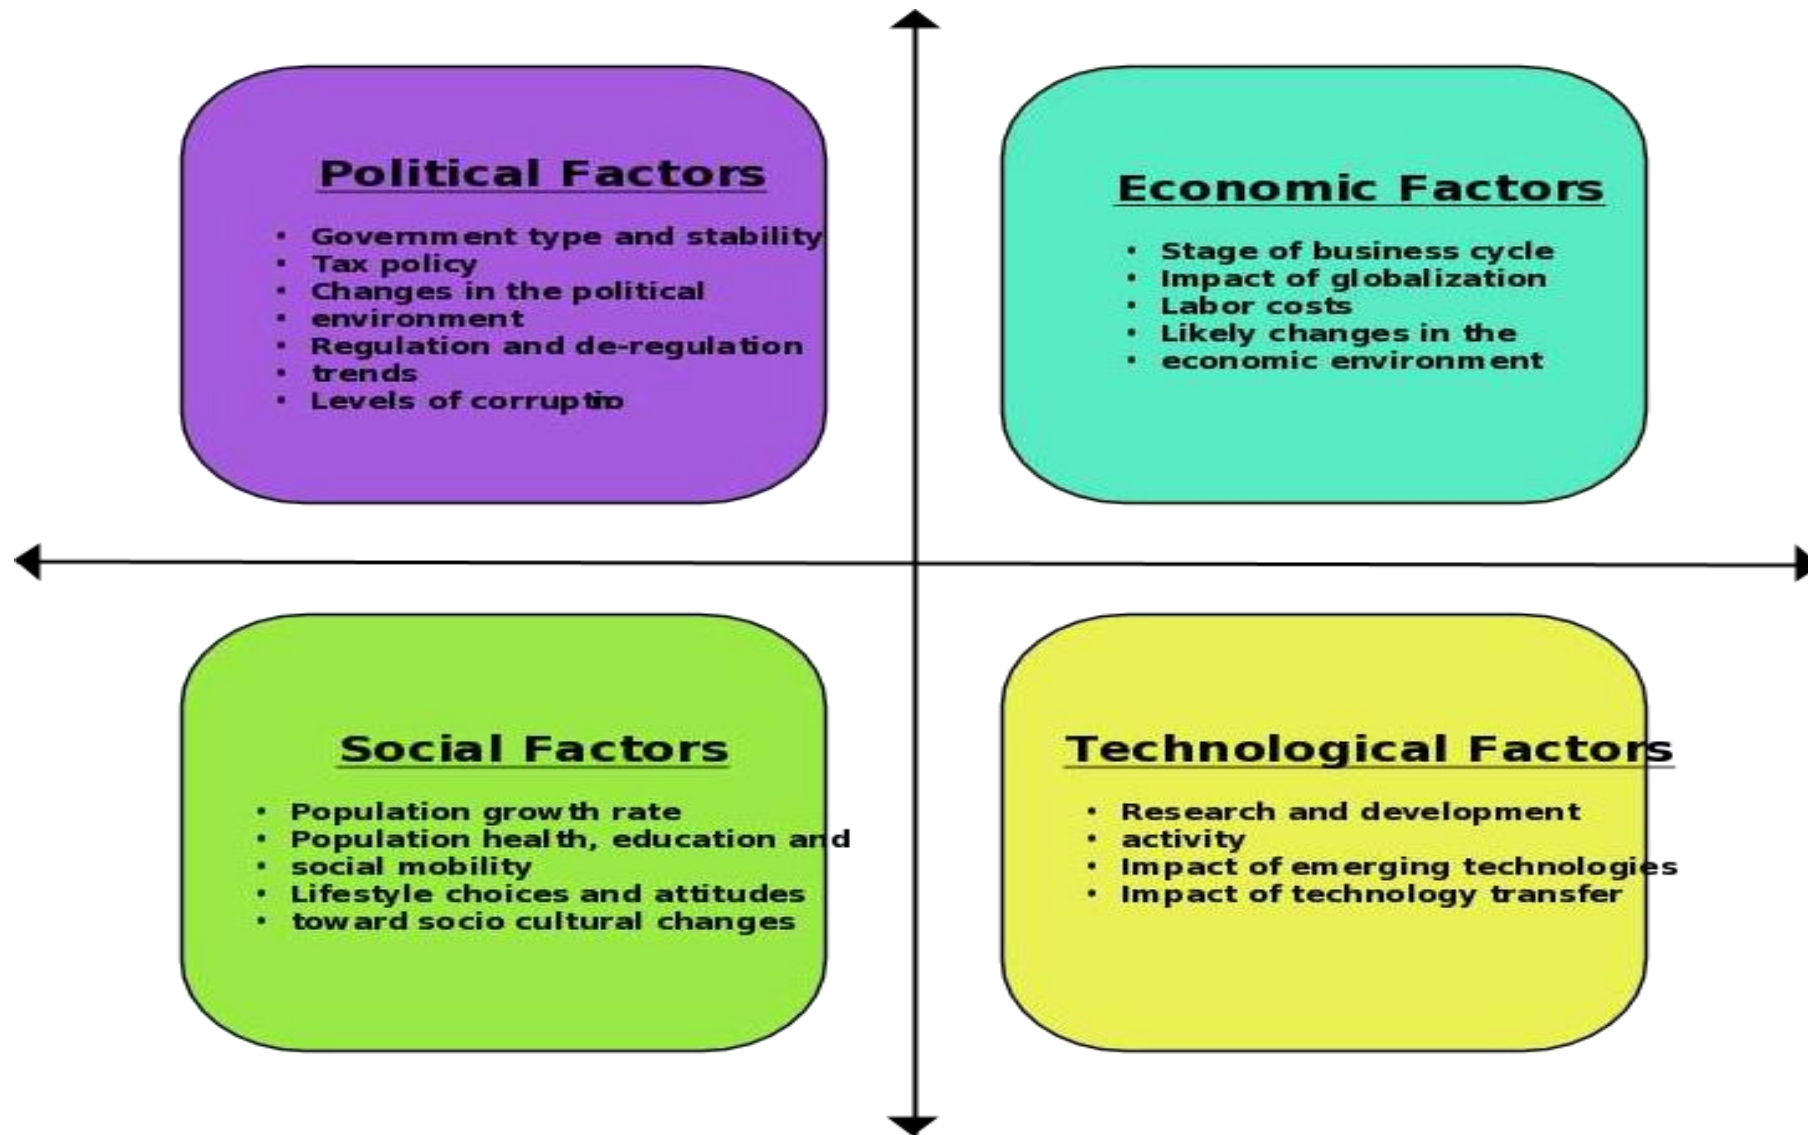 Political Factors
• Government type and stability
• Tax policy
• Changes in the political
• environment
• Regulation and de-regulation
• trends
• Levels of corruptio
Economic Factors
• Stage of business cycle
• Impact of globalization
• Labor costs
• Likely changes in the
• economic environment
Social Factors
• Population growth rate
• Population health, education and
• social mobility
• Lifestyle choices and attitudes
• toward socio cultural changes
Technological Factors
• Research and development
• activity
• Impact of emerging technologies
• Impact of technology transfer